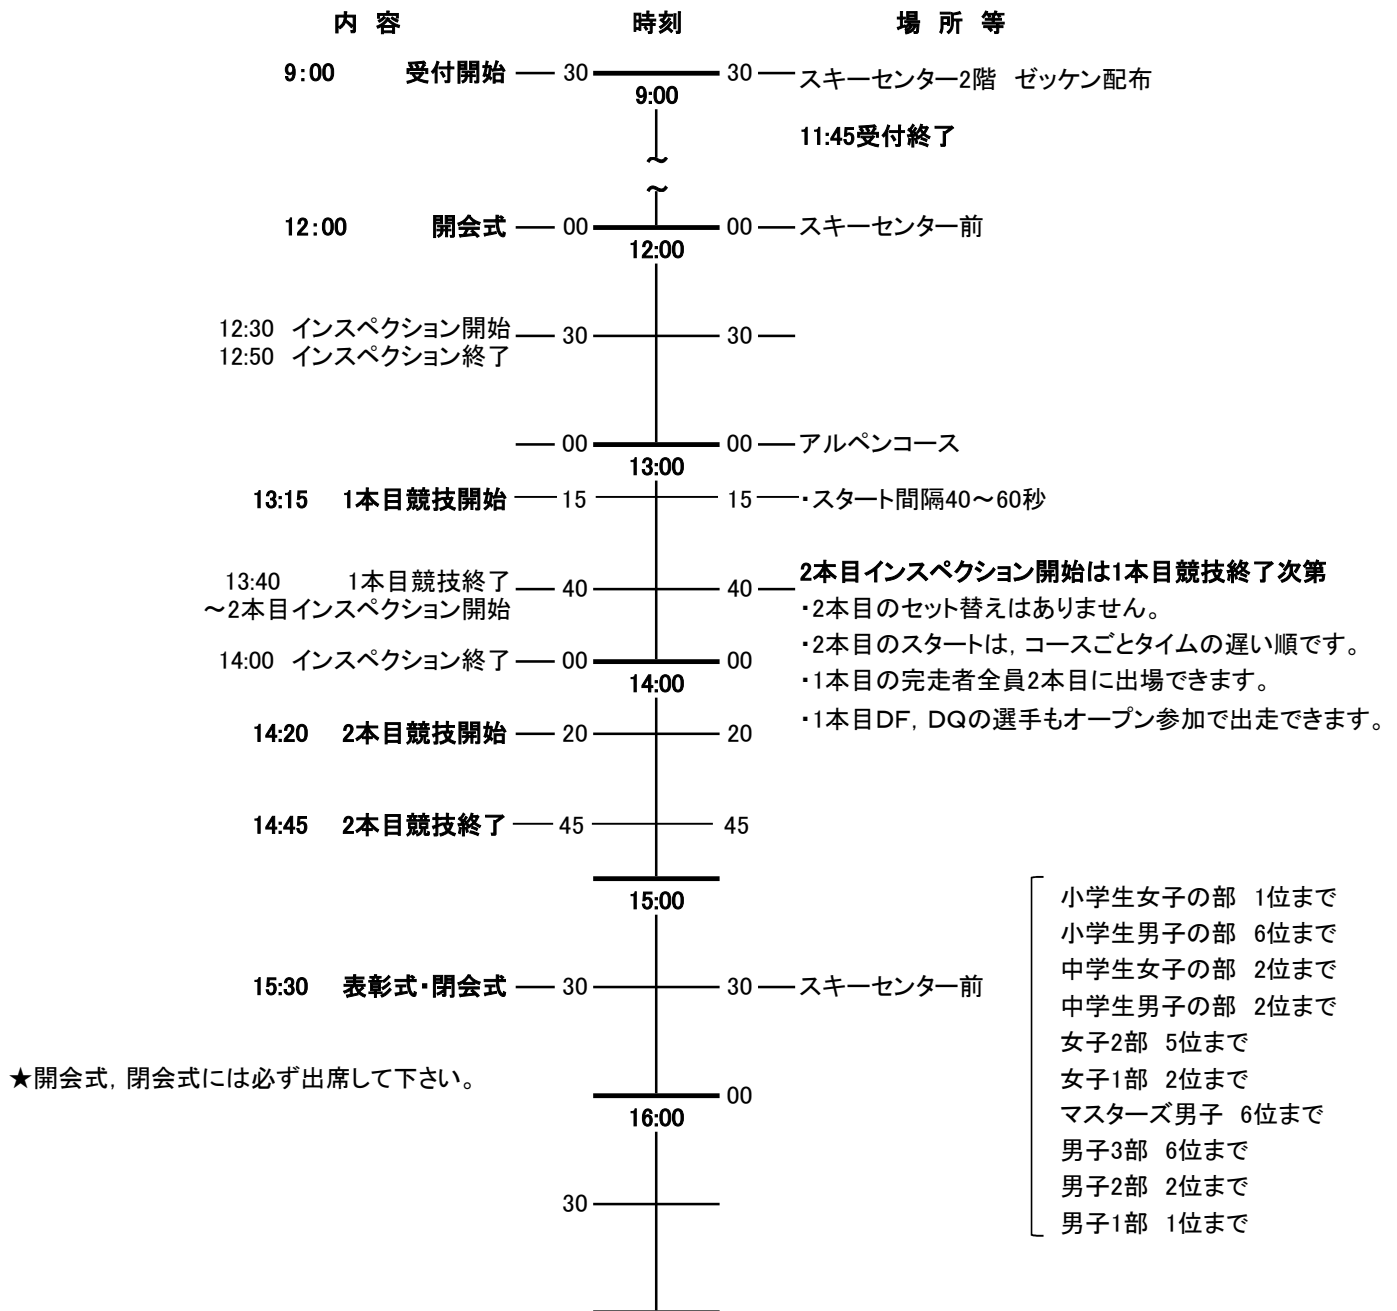 内 容 時刻 場 所 等
9:00 受付開始 30 30 スキーセンター2階 ゼッケン配布
9:00
11:45受付終了
～
～
12:00 開会式 00 00 スキーセンター前
12:00
12:30 インスペクション開始 30 30
12:50 インスペクション終了
00 00 アルペンコース
13:00
13:15 1本目競技開始 15 15 ・スタート間隔40～60秒
2本目インスペクション開始は1本目競技終了次第
13:40 1本目競技終了 40 40
～2本目インスペクション開始
・2本目のセット替えはありません。
・2本目のスタートは，コースごとタイムの遅い順です。
14:00 インスペクション終了 00 00
14:00
・1本目の完走者全員2本目に出場できます。
・1本目DF，DQの選手もオープン参加で出走できます。
14:20 2本目競技開始 20 20
14:45 2本目競技終了 45 45
15:00
小学生女子の部 1位まで
小学生男子の部 6位まで
中学生女子の部 2位まで
15:30 表彰式・閉会式 30 30 スキーセンター前
中学生男子の部 2位まで
女子2部 5位まで
女子1部 2位まで
★開会式，閉会式には必ず出席して下さい。
00
16:00
マスターズ男子 6位まで
男子3部 6位まで
男子2部 2位まで
30
男子1部 1位まで